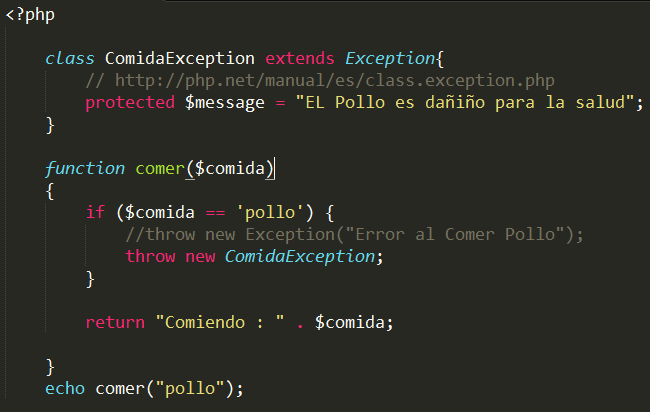 <?php
class ComidaException extends Exception{
// http://php.net/manual/es/class.exception.php
protected $message = "EL Pollo es dañiño para la salud";
}
function comer($comida)
{
if ($comida == 'pollo') {
//throw new Exception("Error al Comer Pollo");
throw new ComidaException;
}
return "Comiendo : " . $comida;
}
echo comer("pollo");